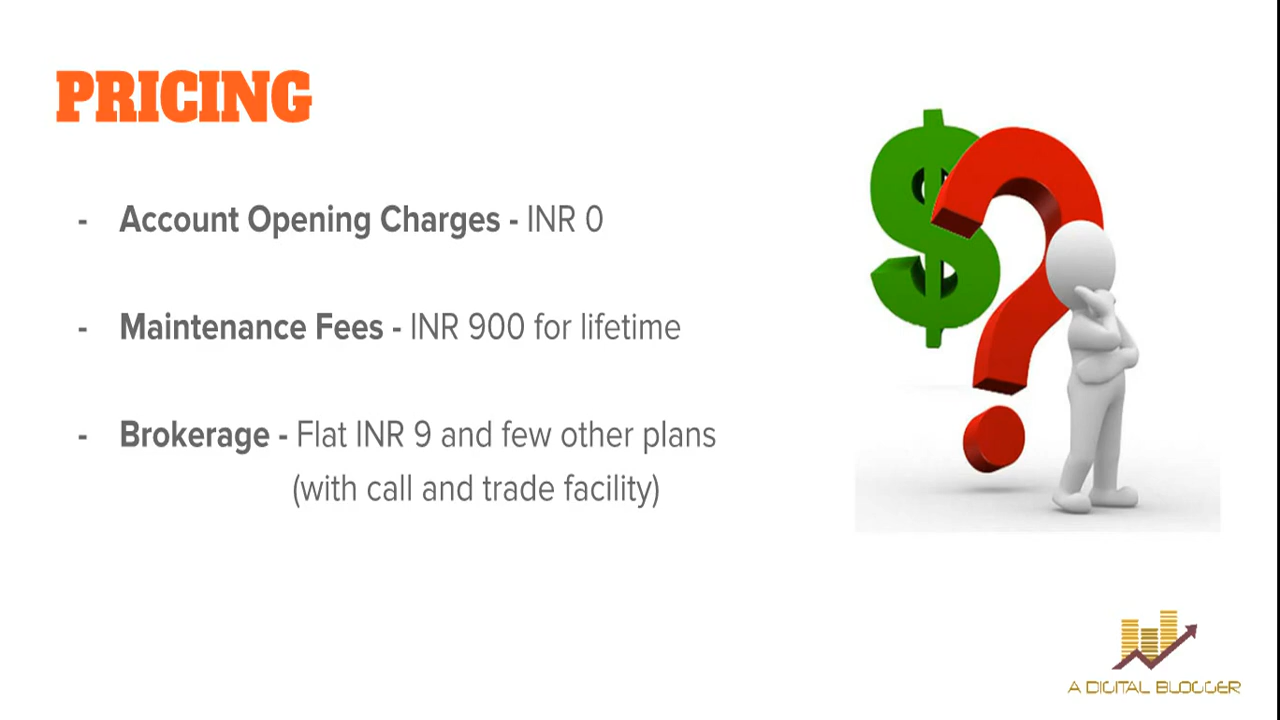 PRICING
- Account Opening Charges - INR 0
- Maintenance Fees - INR 900 for lifetime
- Brokerage - Flat INR 9 and few other plans
(with call and trade facility)
A DIGITAL BLOGGER